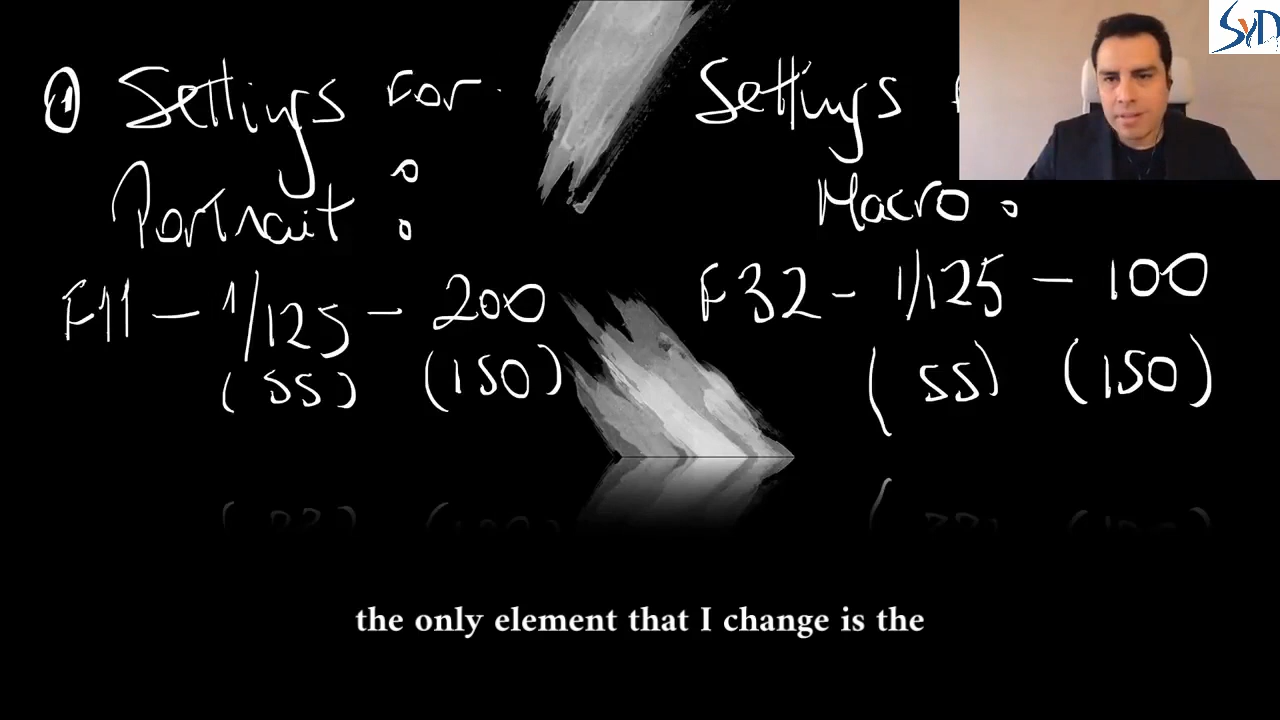 1 Settings For
Portrait :
F11 - 1/125 - 200
(55) (150)
Settings
Macro :
F32 - 1/125 - 100
(55) (150)
SYD
the only element that I change is the